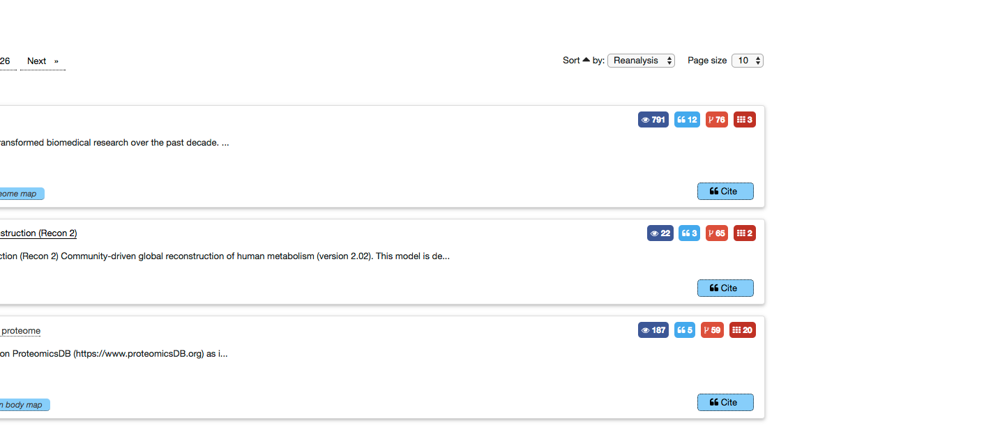 26 Next » Sort by: Reanalysis Page size 10
791 12 76 3
transformed biomedical research over the past decade. ...
eome map Cite
struction (Recon 2) 22 3 65 2
ction (Recon 2) Community-driven global reconstruction of human metabolism (version 2.02). This model is de...
Cite
proteome 187 5 59 20
on ProteomicsDB (https://www.proteomicsDB.org) as i...
n body map Cite